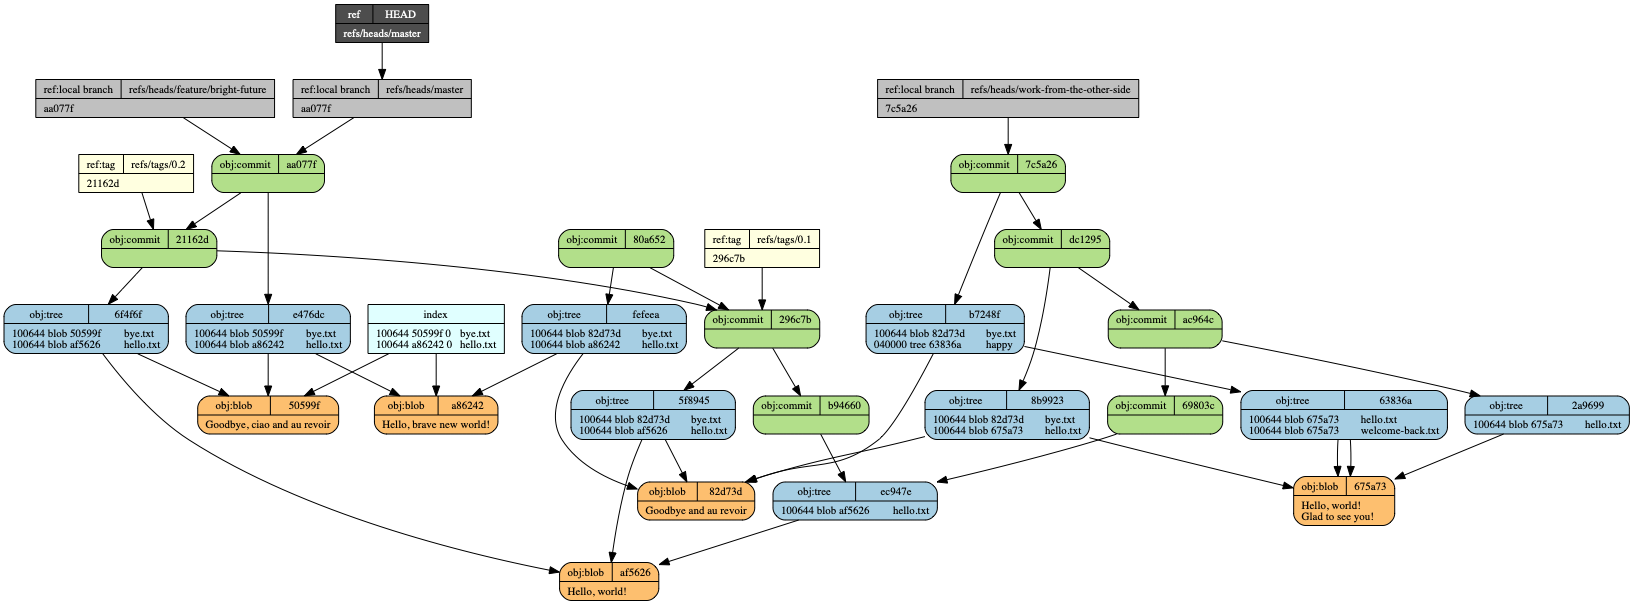 ref HEAD
refs/heads/master
ref:local branch refs/heads/feature/bright-future
aa077f
ref:local branch refs/heads/master
aa077f
ref:local branch refs/heads/work-from-the-other-side
7c5a26
ref:tag refs/tags/0.2
21162d
obj:commit aa077f
obj:commit 7c5a26
obj:commit 21162d
obj:commit 80a652
ref:tag refs/tags/0.1
296c7b
obj:commit dc1295
obj:tree 6f4f6f
100644 blob 50599f bye.txt
100644 blob af5626 hello.txt
obj:tree e476dc
100644 blob 50599f bye.txt
100644 blob a86242 hello.txt
index
100644 50599f 0 bye.txt
100644 a86242 0 hello.txt
obj:tree fefeea
100644 blob 82d73d bye.txt
100644 blob a86242 hello.txt
obj:commit 296c7b
obj:tree b7248f
100644 blob 82d73d bye.txt
040000 tree 63836a happy
obj:commit ac964c
obj:blob 50599f
Goodbye, ciao and au revoir
obj:blob a86242
Hello, brave new world!
obj:tree 5f8945
100644 blob 82d73d bye.txt
100644 blob af5626 hello.txt
obj:commit b94660
obj:tree 8b9923
100644 blob 82d73d bye.txt
100644 blob 675a73 hello.txt
obj:commit 69803c
obj:tree 63836a
100644 blob 675a73 hello.txt
100644 blob 675a73 welcome-back.txt
obj:tree 2a9699
100644 blob 675a73 hello.txt
obj:blob 82d73d
Goodbye and au revoir
obj:tree ec947e
100644 blob af5626 hello.txt
obj:blob 675a73
Hello, world!
Glad to see you!
obj:blob af5626
Hello, world!